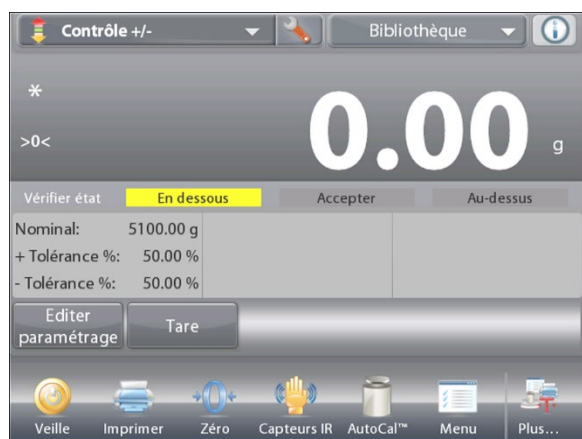 Contrôle +/-
Bibliothèque
*
>0<
0.00 g
Vérifier état En dessous Accepter Au-dessus
Nominal: 5100.00 g
+ Tolérance %: 50.00 %
- Tolérance %: 50.00 %
Editer paramétrage
Tare
Veille Imprimer Zéro Capteurs IR AutoCal™ Menu Plus...